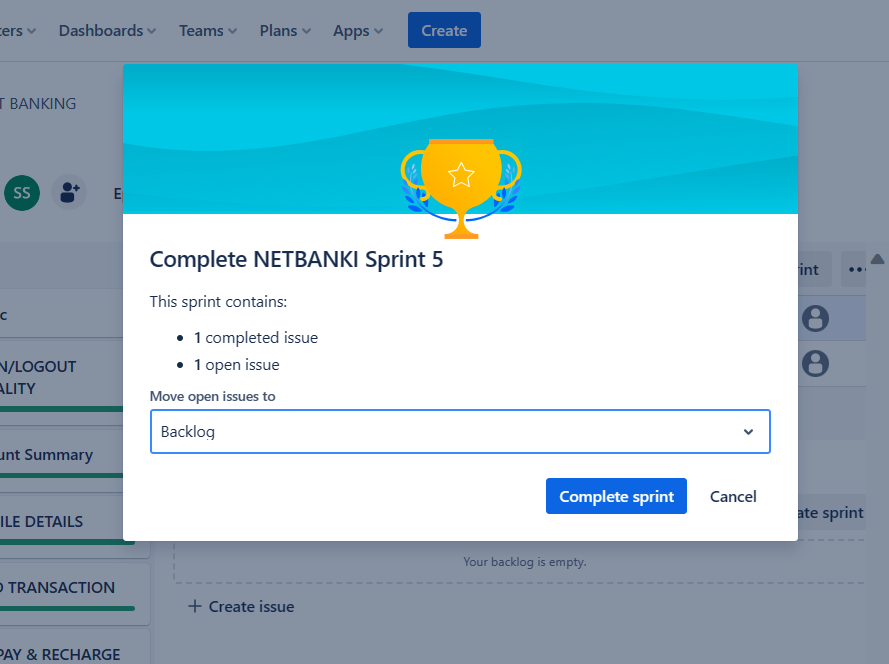 Dashboards
Teams
Plans
Apps
Create
T BANKING
SS
Complete NETBANKI Sprint 5
This sprint contains:
1 completed issue
1 open issue
Move open issues to
Backlog
Complete sprint
Cancel
N/LOGOUT
ALITY
unt Summary
ILE DETAILS
TRANSACTION
PAY & RECHARGE
ate sprint
Your backlog is empty.
+ Create issue